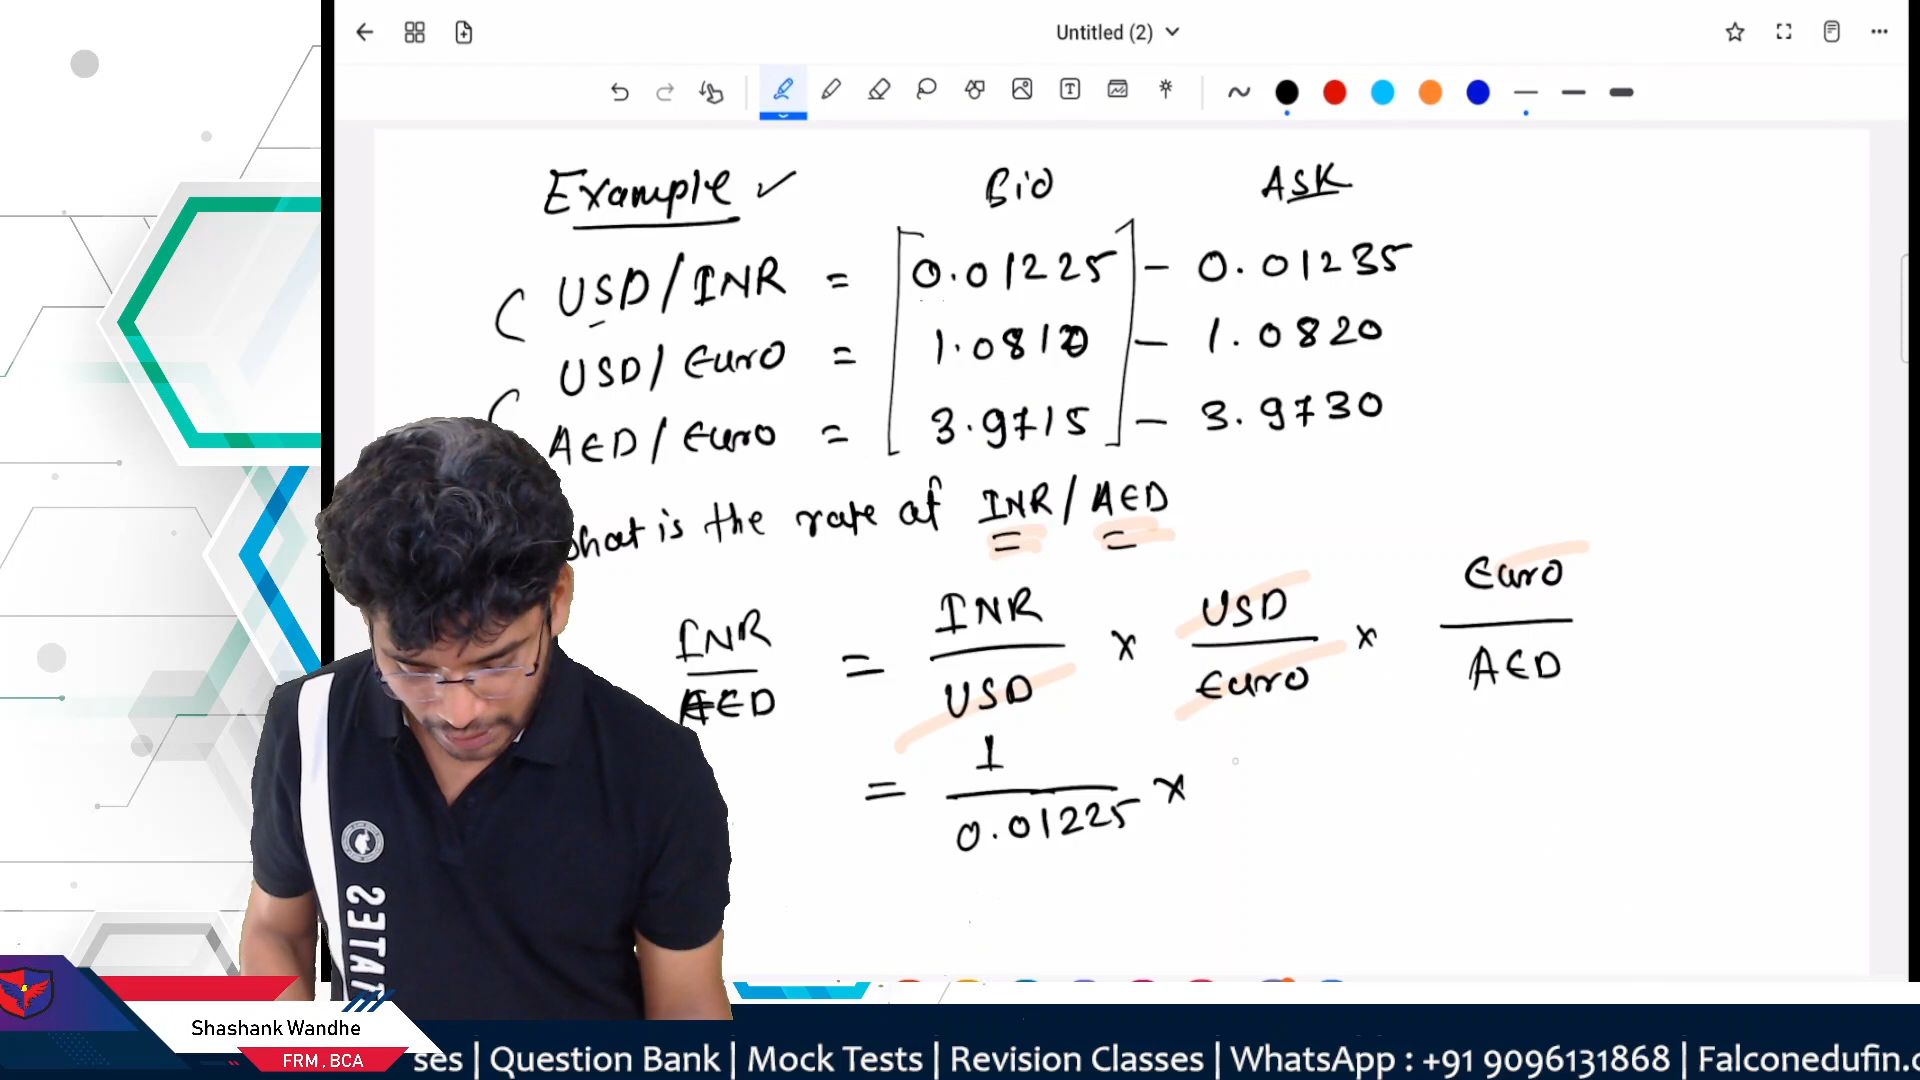 Untitled (2)
Example ✓ Bid ASK
USD/INR = 0.01225 - 0.01235
USD/Euro = 1.0810 - 1.0820
AED/Euro = 3.9715 - 3.9730
is the rate of INR/AED
INR/AED = INR/USD x USD/Euro x Euro/AED
= 1/0.01225 x
Shashank Wandhe
FRM, BCA
ses | Question Bank | Mock Tests | Revision Classes | WhatsApp : +91 9096131868 | Falconedufin.c